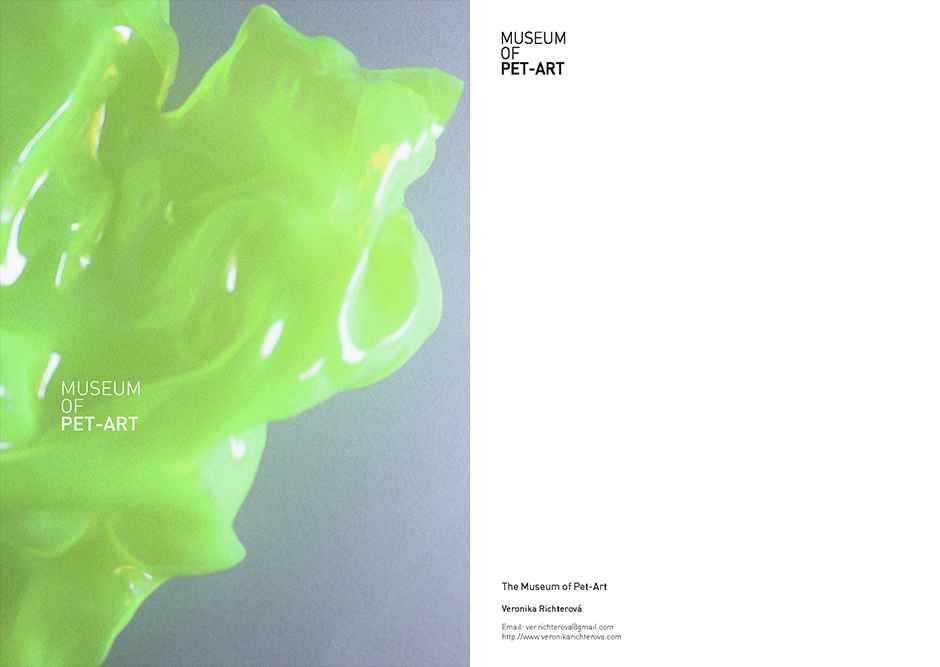 MUSEUM
OF
PET-ART
MUSEUM
OF
PET-ART
The Museum of Pet-Art
Veronika Richterová
Email: ver.richterova@gmail.com
http://www.veronikarichterova.com